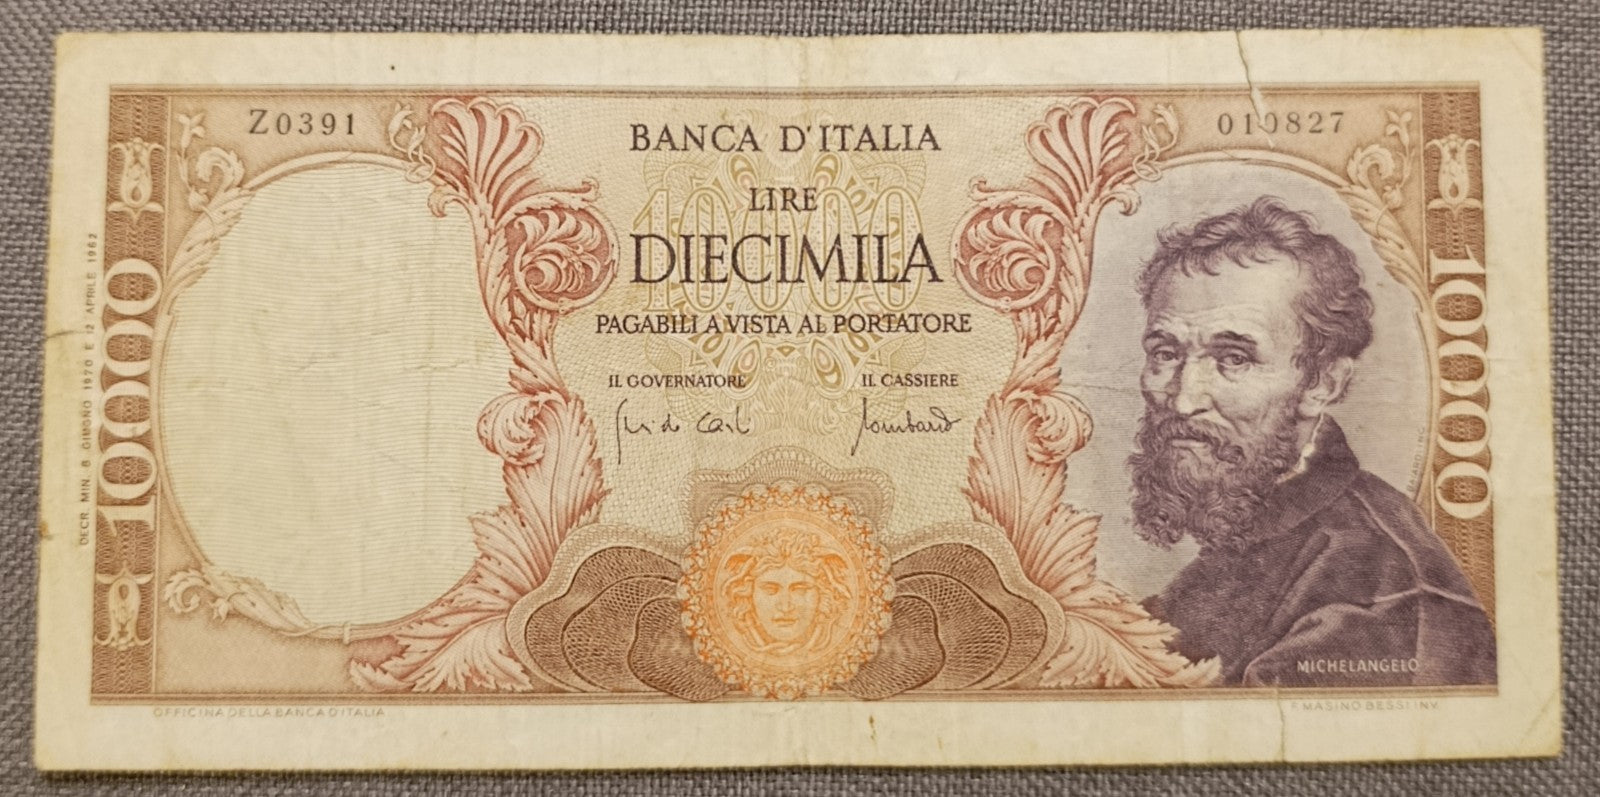 Z0391
010827
BANCA D'ITALIA
LIRE
10000
DIECIMILA
PAGABILI A VISTA AL PORTATORE
IL GOVERNATORE
IL CASSIERE
10000
10000
DECR. MIN. 8 GIUGNO 1970 E 12 APRILE 1962
MICHELANGELO
OFFICINA DELLA BANCA D'ITALIA
F. MASINO BESSI INV.